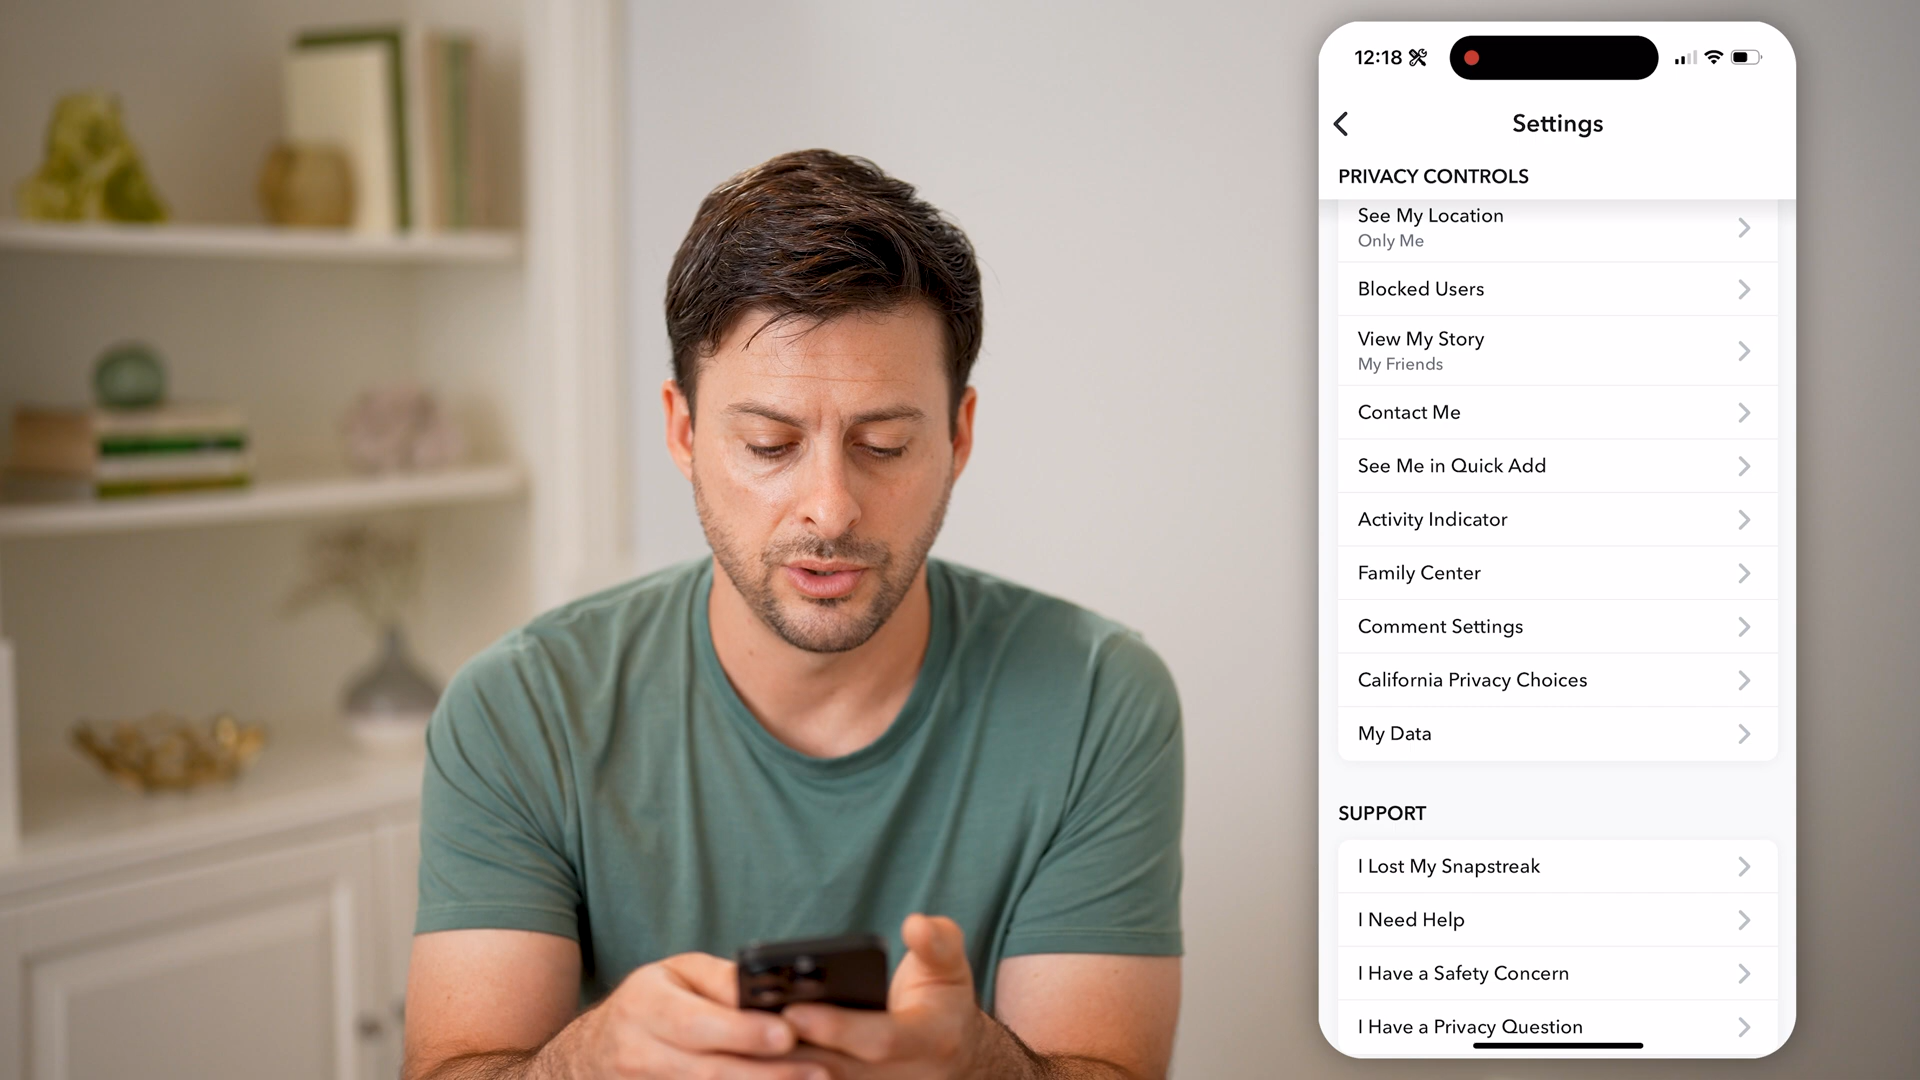 12:18
Settings
PRIVACY CONTROLS
See My Location
Only Me
Blocked Users
View My Story
My Friends
Contact Me
See Me in Quick Add
Activity Indicator
Family Center
Comment Settings
California Privacy Choices
My Data
SUPPORT
I Lost My Snapstreak
I Need Help
I Have a Safety Concern
I Have a Privacy Question